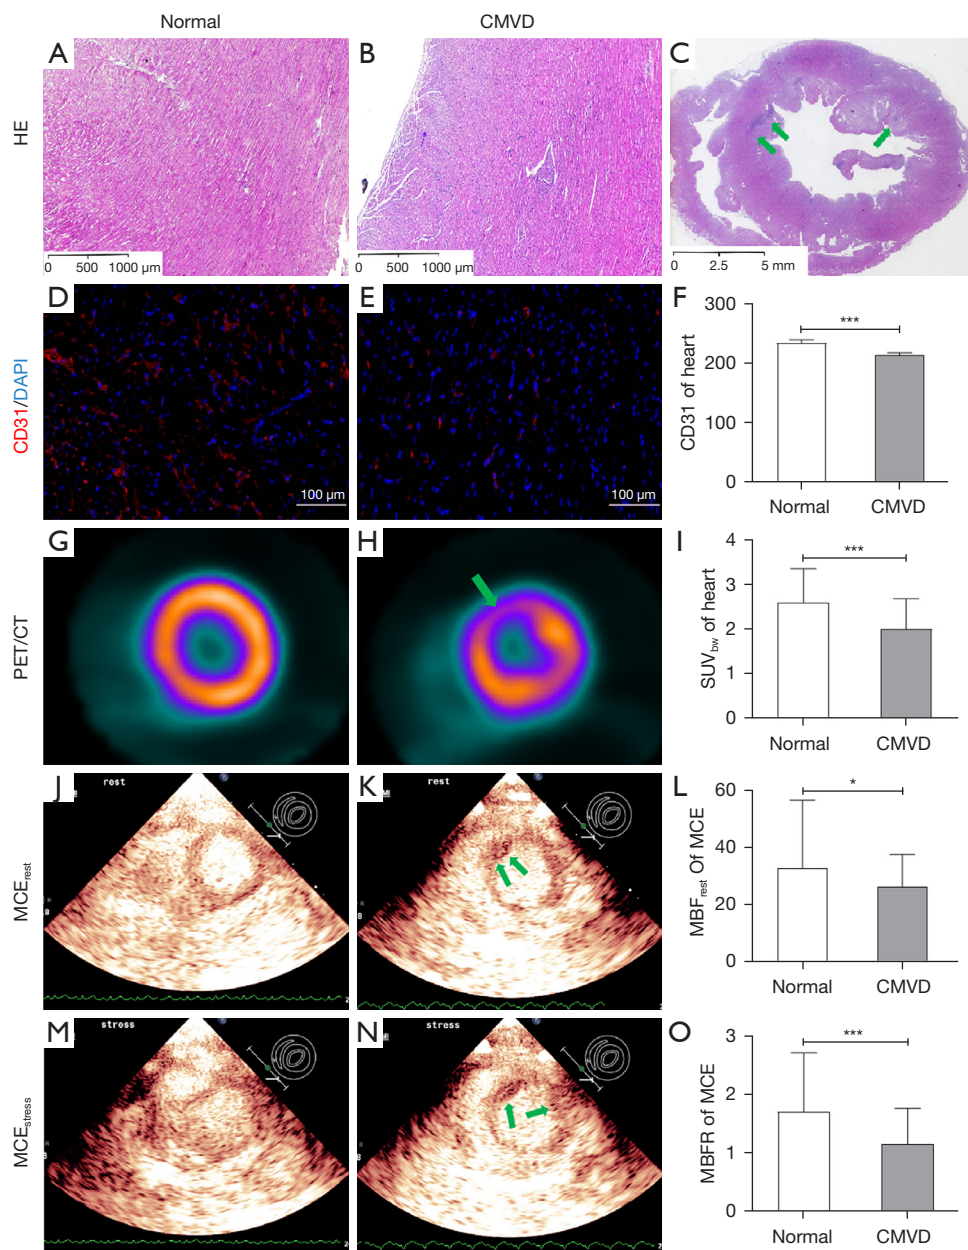 Normal
CMVD
HE
A
0 500 1000 µm
B
0 500 1000 µm
C
0 2.5 5 mm
CD31/DAPI
D
100 µm
E
100 µm
F
CD31 of heart
300
200
100
0
***
Normal
CMVD
PET/CT
G
H
I
SUVbw of heart
4
3
2
1
0
***
Normal
CMVD
MCErest
J
rest
K
rest
L
MBFrest Of MCE
60
40
20
0
*
Normal
CMVD
MCEstress
M
stress
N
stress
O
MBFR of MCE
3
2
1
0
***
Normal
CMVD